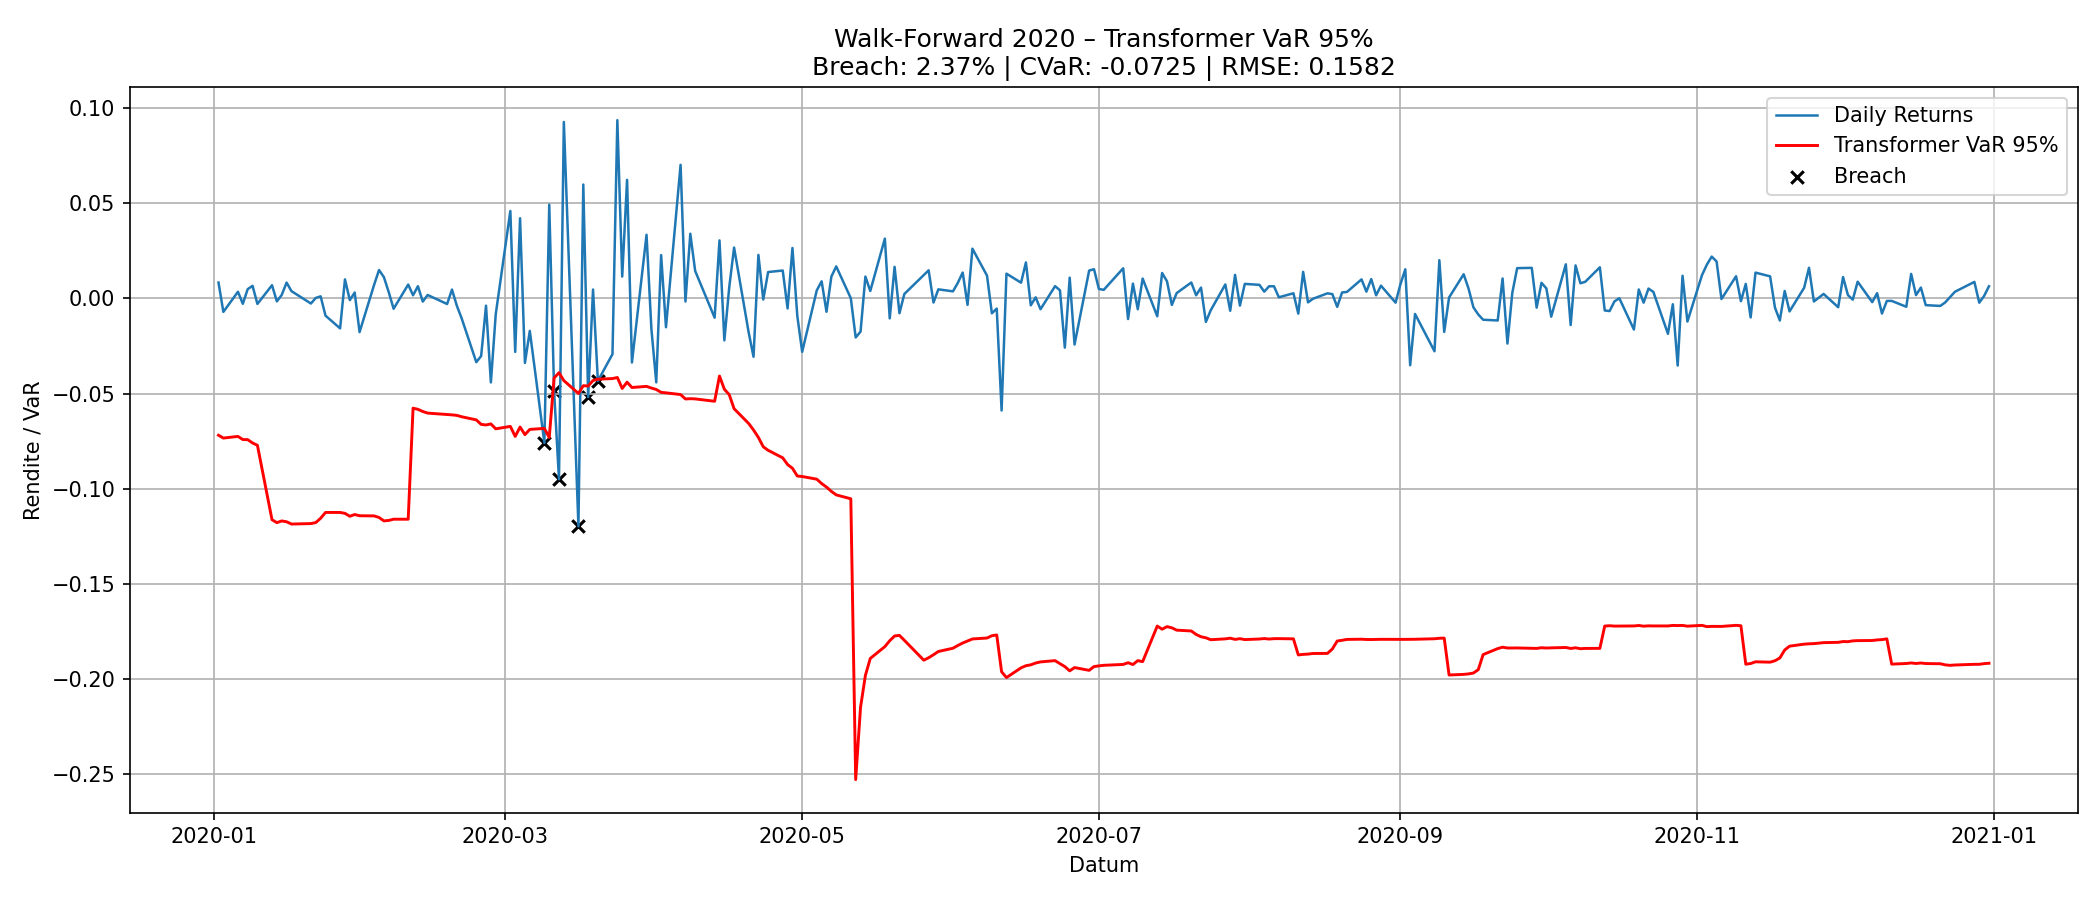 Walk-Forward 2020 – Transformer VaR 95%
Breach: 2.37% | CVaR: -0.0725 | RMSE: 0.1582
Daily Returns
Transformer VaR 95%
Breach
Rendite / VaR
0.10
0.05
0.00
−0.05
−0.10
−0.15
−0.20
−0.25
2020-01
2020-03
2020-05
2020-07
2020-09
2020-11
2021-01
Datum